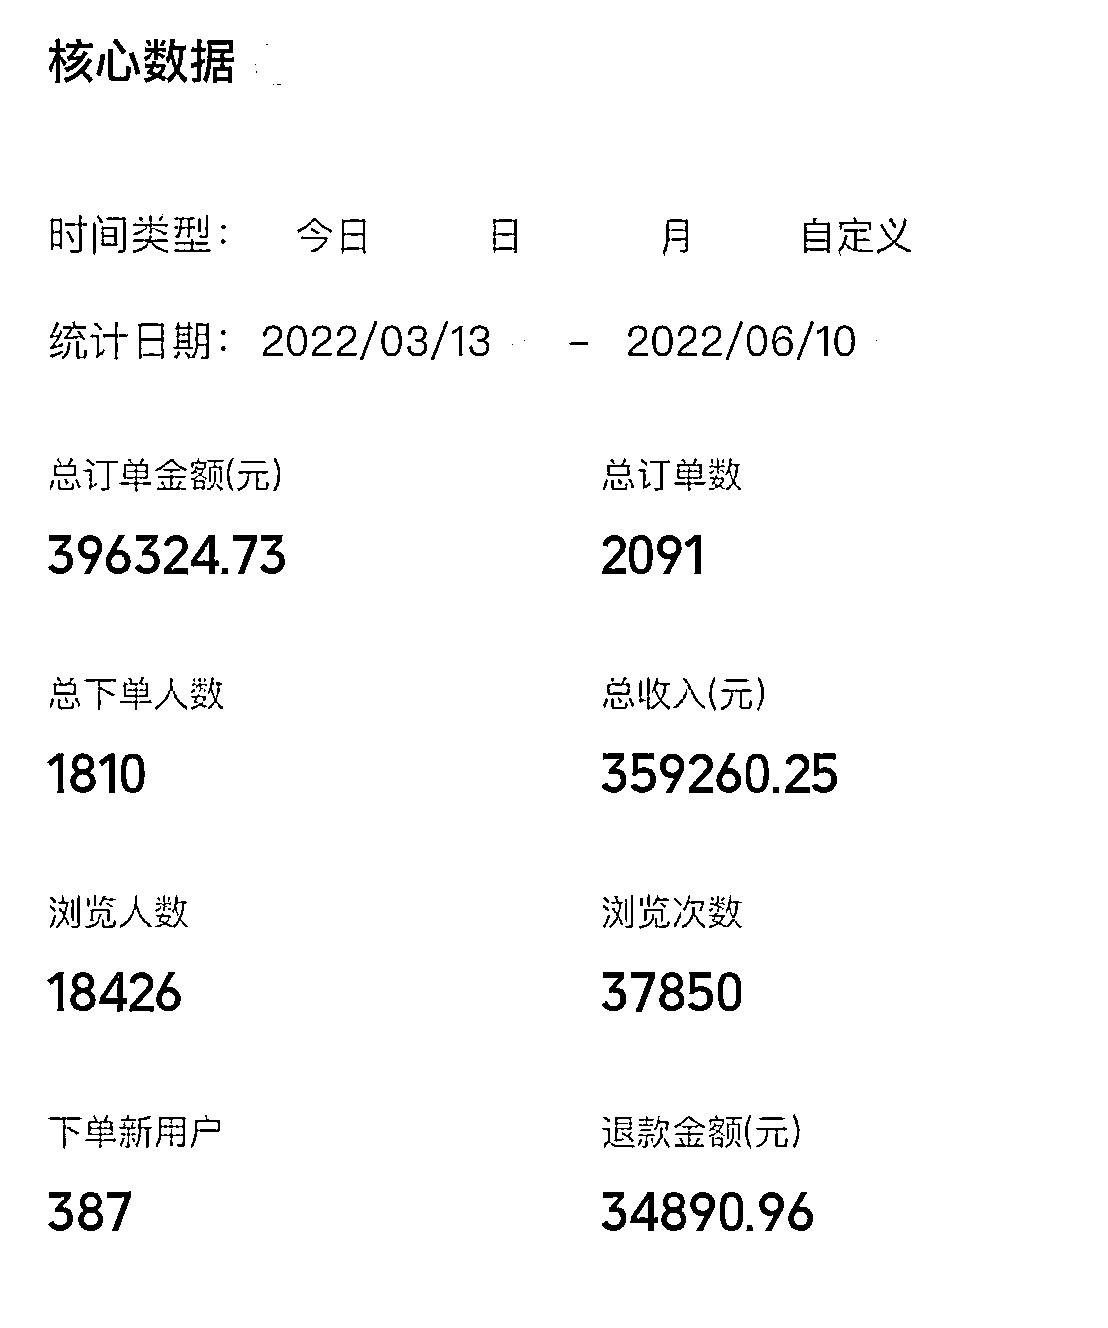 核心数据
时间类型： 今日 日 月 自定义
统计日期： 2022/03/13 - 2022/06/10
总订单金额(元) 总订单数
396324.73 2091
总下单人数 总收入(元)
1810 359260.25
浏览人数 浏览次数
18426 37850
下单新用户 退款金额(元)
387 34890.96